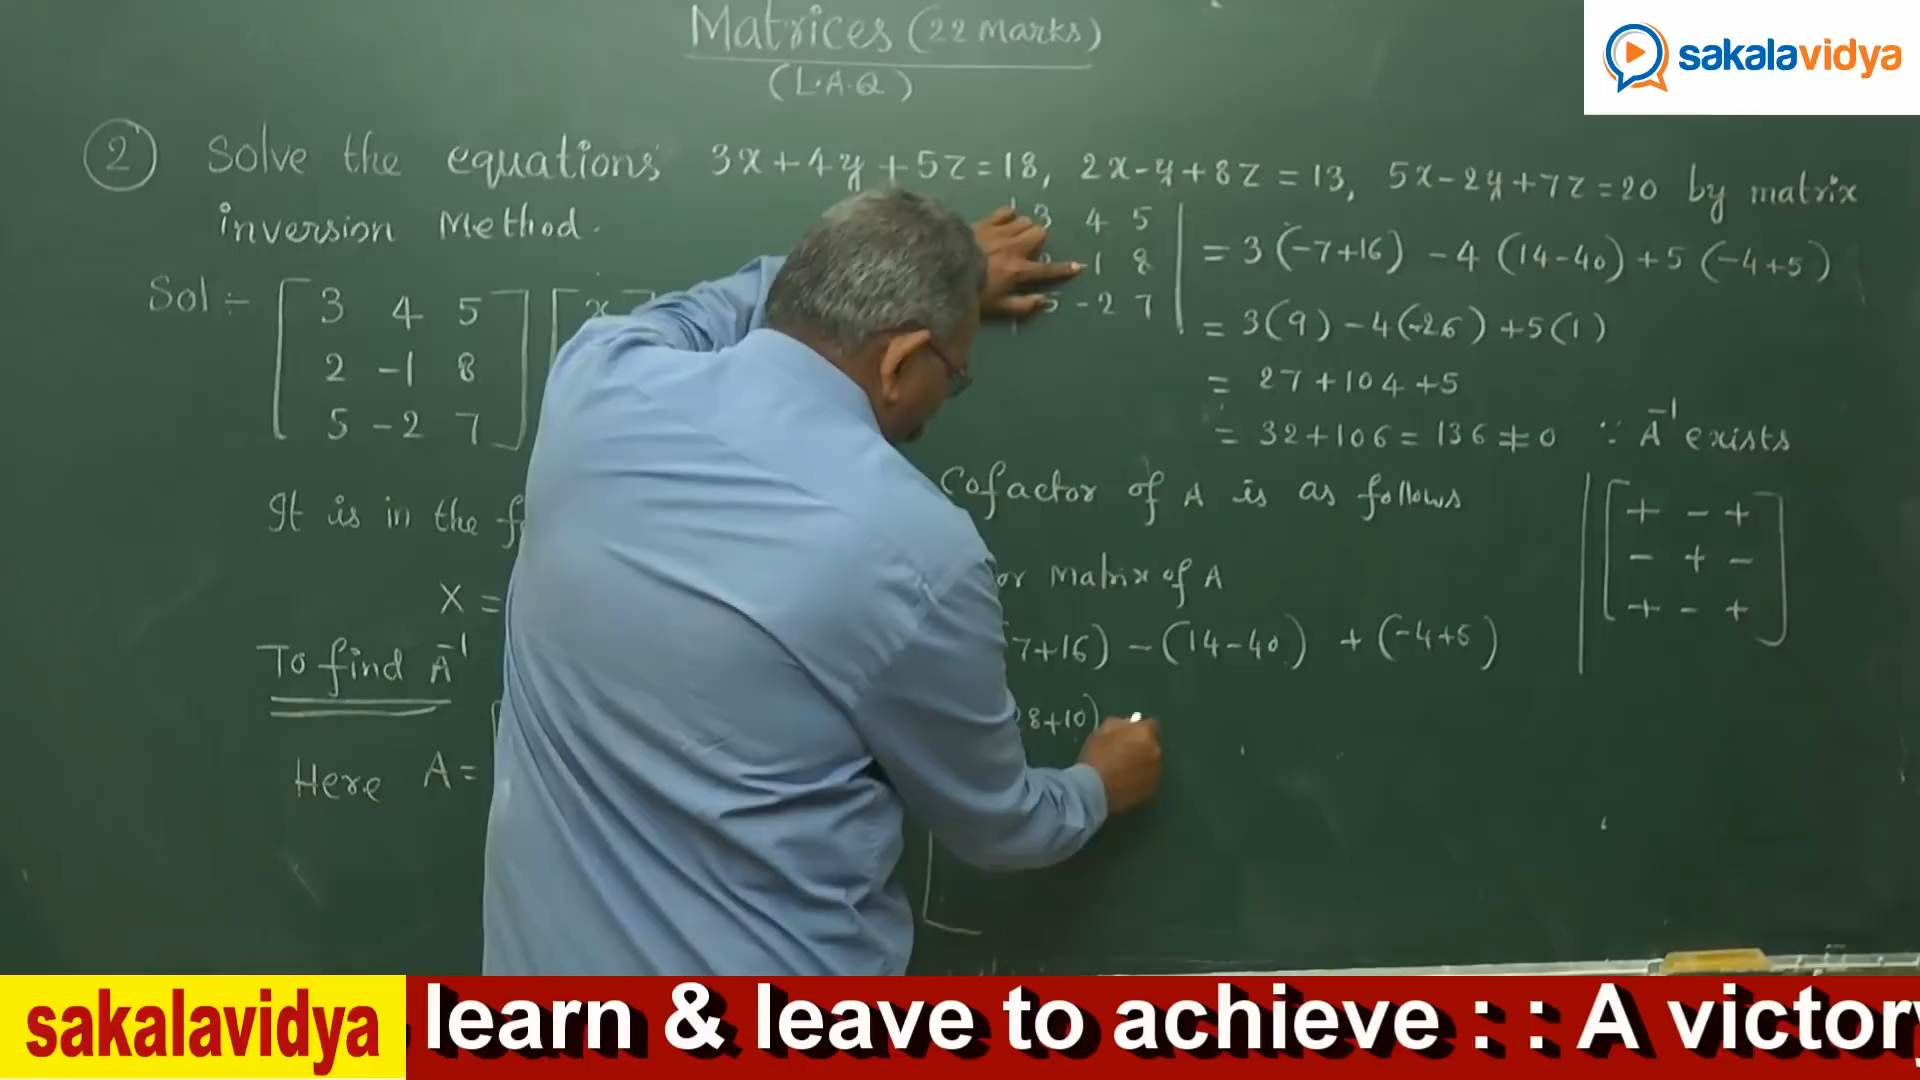 Matrices (22 Marks)
(L.A.Q)
sakalavidya
2 Solve the equations 3x+4y+5z=18, 2x-y+8z=13, 5x-2y+7z=20 by matrix
inversion Method.
Sol :- 3 4 5 x
2 -1 8
5 -2 7
3 4 5 = 3(-7+16) -4 (14-40)+5 (-4+5)
-1 8
5 -2 7 = 3(9) -4(-26) +5(1)
= 27+104+5
= 32+106=136≠0 ∵ A⁻¹ exists
It is in the
X =
To find A⁻¹
Here A=
Cofactor of A is as follows
Matrix of A
7+16) -(14-40) +(-4+5)
8+10)
+ - +
- + -
+ - +
sakalavidya
learn & leave to achieve : : A victory